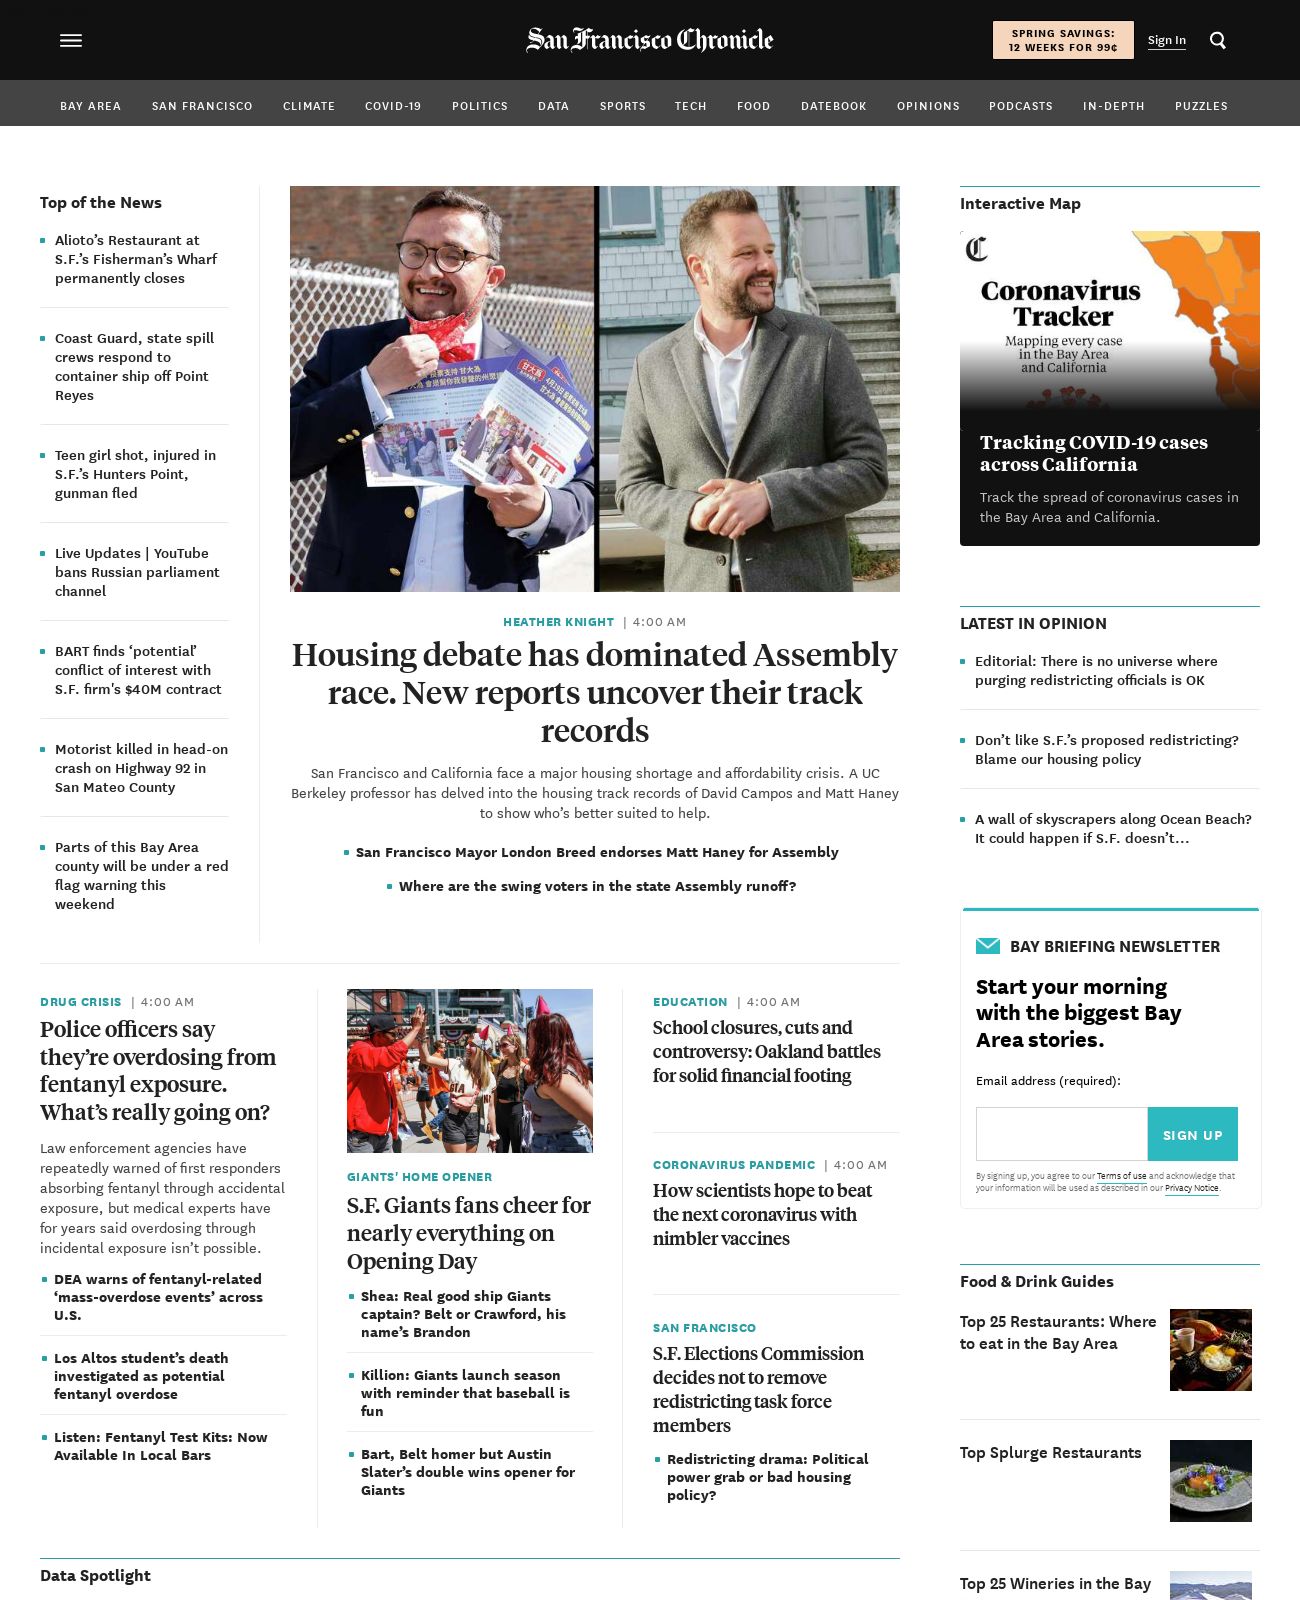 San Francisco Chronicle
SPRING SAVINGS:
12 WEEKS FOR 99¢
Sign In
BAY AREA
SAN FRANCISCO
CLIMATE
COVID-19
POLITICS
DATA
SPORTS
TECH
FOOD
DATEBOOK
OPINIONS
PODCASTS
IN-DEPTH
PUZZLES
Top of the News
Alioto’s Restaurant at
S.F.’s Fisherman’s Wharf
permanently closes
Coast Guard, state spill
crews respond to
container ship off Point
Reyes
Teen girl shot, injured in
S.F.’s Hunters Point,
gunman fled
Live Updates | YouTube
bans Russian parliament
channel
BART finds ‘potential’
conflict of interest with
S.F. firm's $40M contract
Motorist killed in head-on
crash on Highway 92 in
San Mateo County
Parts of this Bay Area
county will be under a red
flag warning this
weekend
HEATHER KNIGHT | 4:00 AM
Housing debate has dominated Assembly
race. New reports uncover their track
records
San Francisco and California face a major housing shortage and affordability crisis. A UC
Berkeley professor has delved into the housing track records of David Campos and Matt Haney
to show who’s better suited to help.
San Francisco Mayor London Breed endorses Matt Haney for Assembly
Where are the swing voters in the state Assembly runoff?
DRUG CRISIS | 4:00 AM
Police officers say
they’re overdosing from
fentanyl exposure.
What’s really going on?
Law enforcement agencies have
repeatedly warned of first responders
absorbing fentanyl through accidental
exposure, but medical experts have
for years said overdosing through
incidental exposure isn’t possible.
DEA warns of fentanyl-related
‘mass-overdose events’ across
U.S.
Los Altos student’s death
investigated as potential
fentanyl overdose
Listen: Fentanyl Test Kits: Now
Available In Local Bars
GIANTS' HOME OPENER
S.F. Giants fans cheer for
nearly everything on
Opening Day
Shea: Real good ship Giants
captain? Belt or Crawford, his
name’s Brandon
Killion: Giants launch season
with reminder that baseball is
fun
Bart, Belt homer but Austin
Slater’s double wins opener for
Giants
EDUCATION | 4:00 AM
School closures, cuts and
controversy: Oakland battles
for solid financial footing
CORONAVIRUS PANDEMIC | 4:00 AM
How scientists hope to beat
the next coronavirus with
nimbler vaccines
SAN FRANCISCO
S.F. Elections Commission
decides not to remove
redistricting task force
members
Redistricting drama: Political
power grab or bad housing
policy?
Data Spotlight
Interactive Map
C
Coronavirus
Tracker
Mapping every case
in the Bay Area
and California
Tracking COVID-19 cases
across California
Track the spread of coronavirus cases in
the Bay Area and California.
LATEST IN OPINION
Editorial: There is no universe where
purging redistricting officials is OK
Don’t like S.F.’s proposed redistricting?
Blame our housing policy
A wall of skyscrapers along Ocean Beach?
It could happen if S.F. doesn’t…
BAY BRIEFING NEWSLETTER
Start your morning
with the biggest Bay
Area stories.
Email address (required):
SIGN UP
By signing up, you agree to our Terms of use and acknowledge that
your information will be used as described in our Privacy Notice.
Food & Drink Guides
Top 25 Restaurants: Where
to eat in the Bay Area
Top Splurge Restaurants
Top 25 Wineries in the Bay